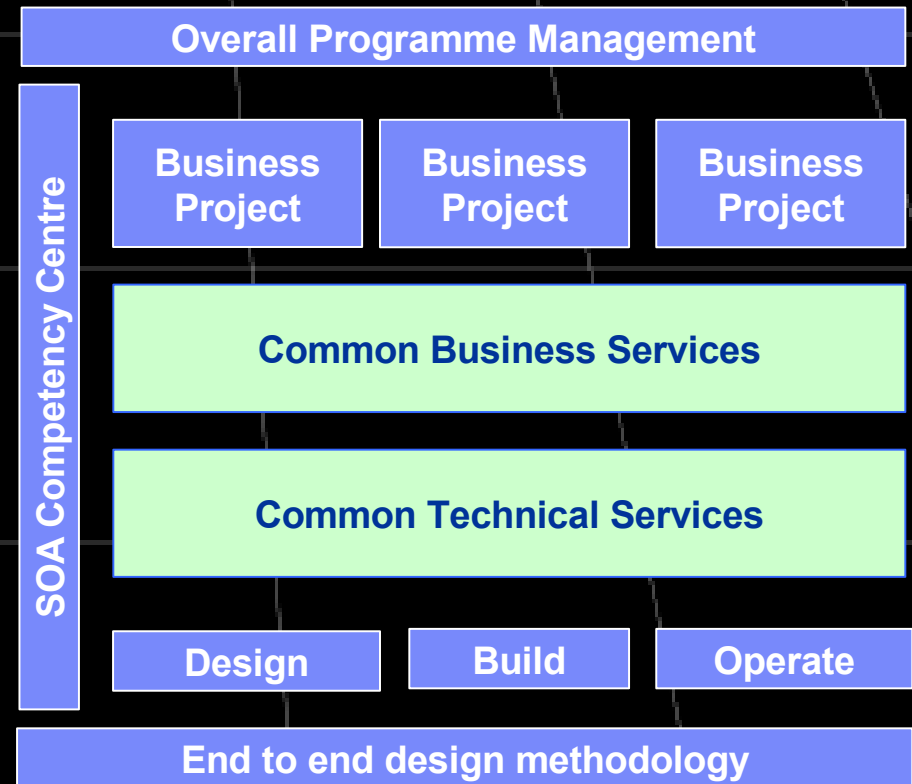 Overall Programme Management
SOA Competency Centre
Business
Project
Business
Project
Business
Project
Common Business Services
Common Technical Services
Design
Build
Operate
End to end design methodology